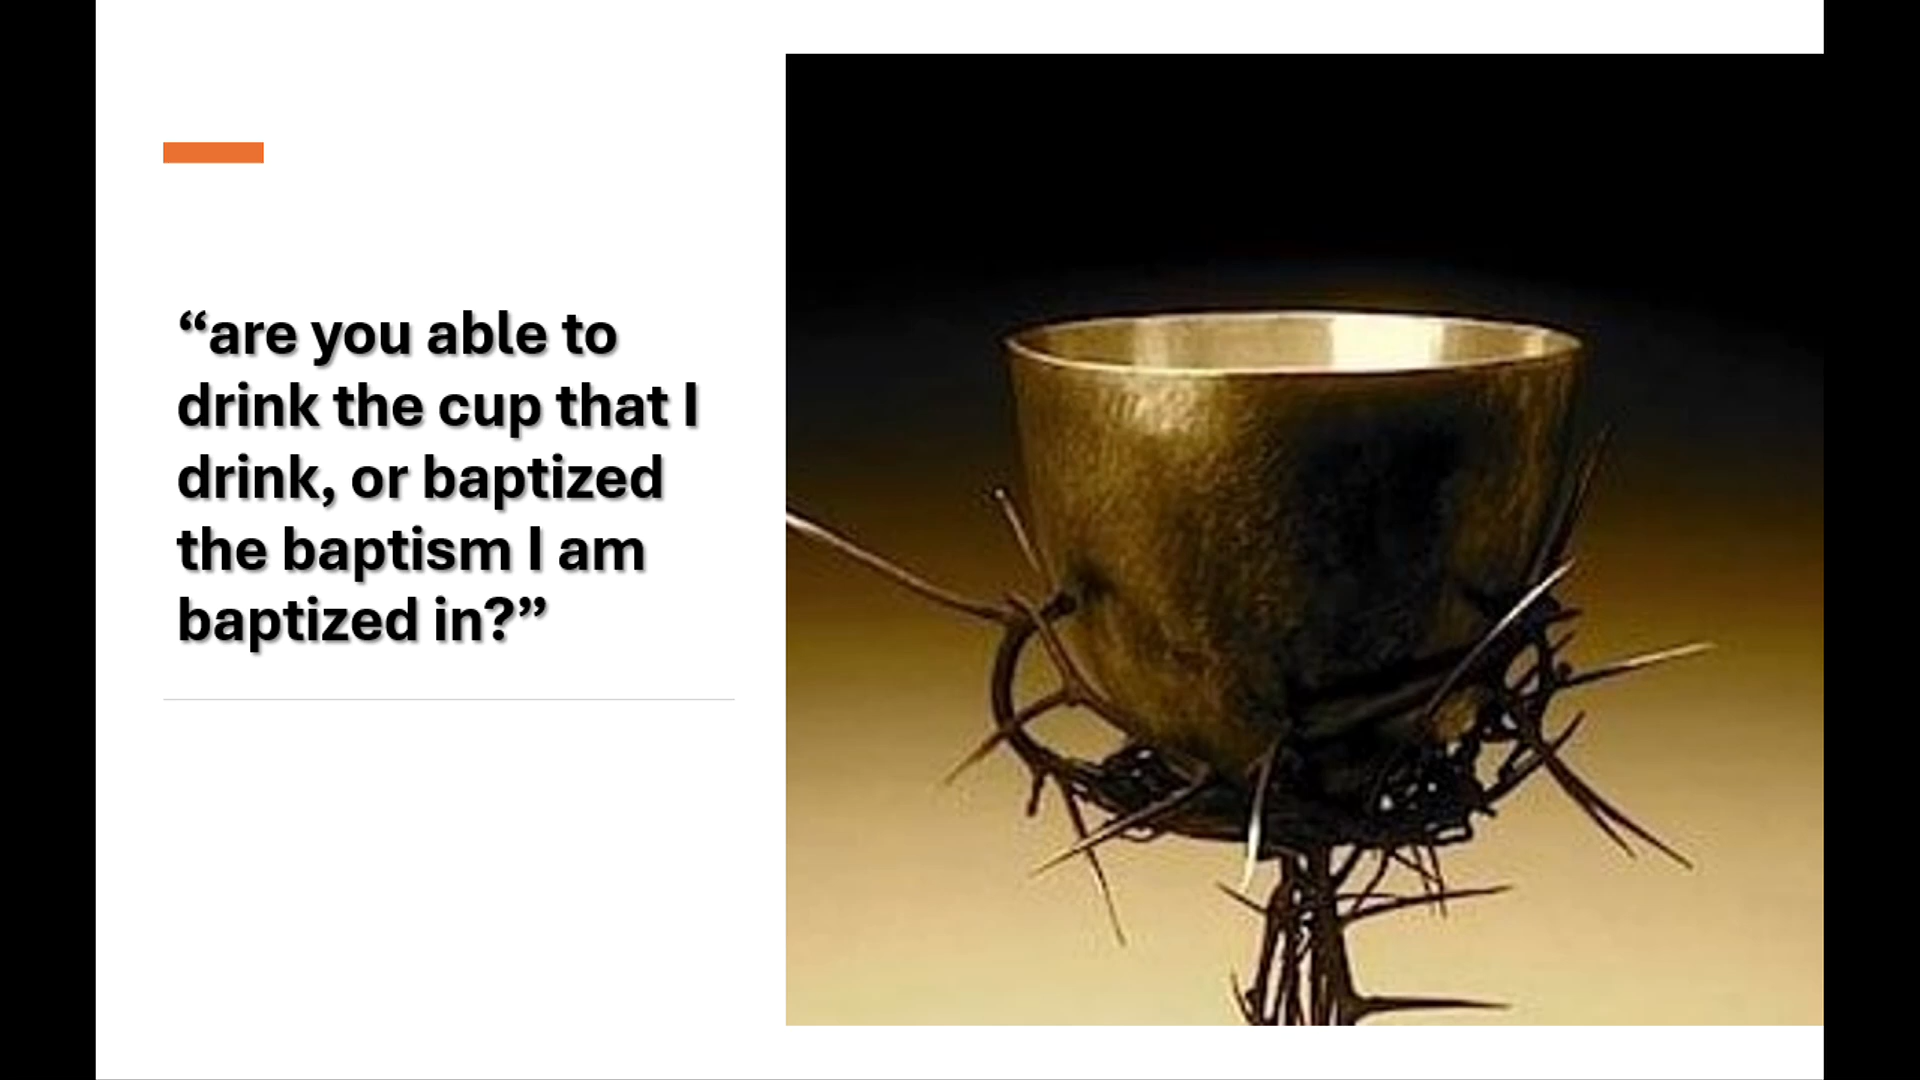 “are you able to
drink the cup that I
drink, or baptized
the baptism I am
baptized in?”